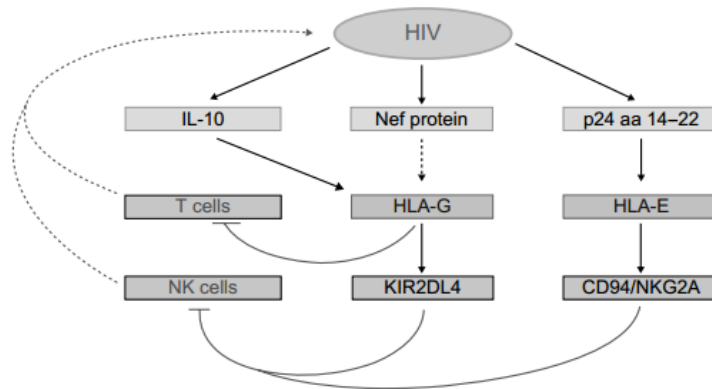 HIV
IL-10
Nef protein
p24 aa 14–22
T cells
HLA-G
HLA-E
NK cells
KIR2DL4
CD94/NKG2A